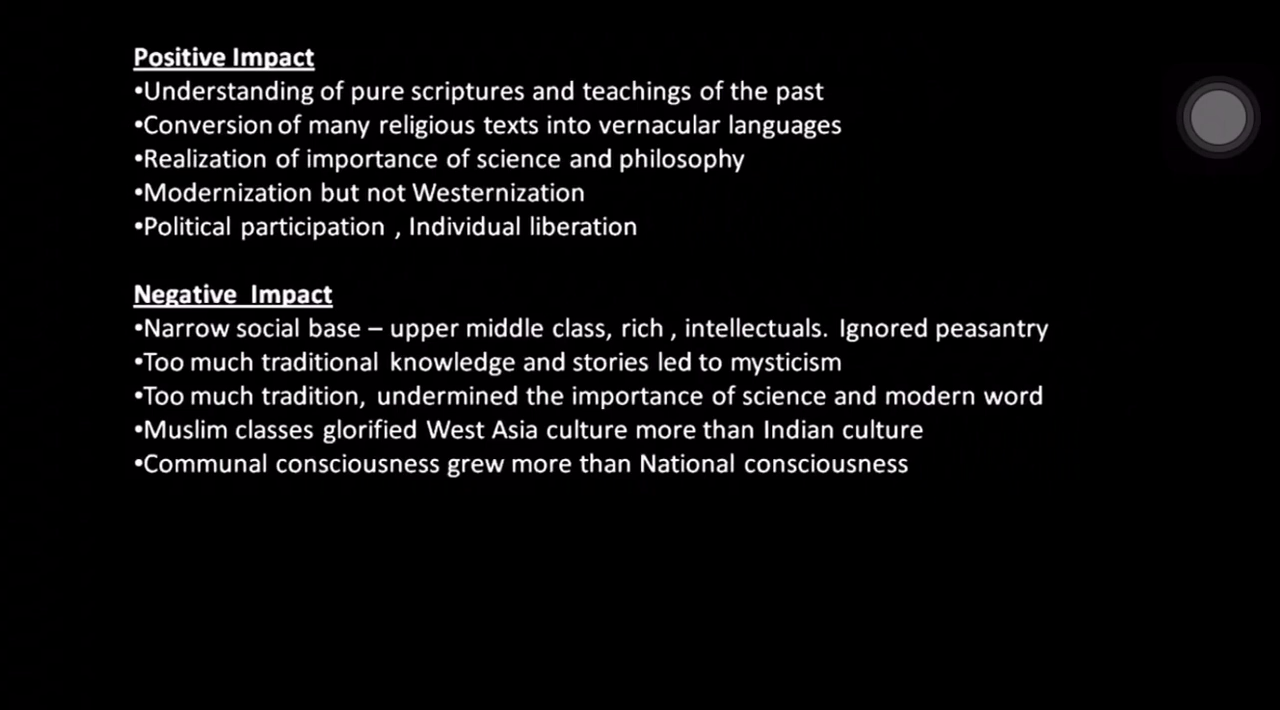 Positive Impact
•Understanding of pure scriptures and teachings of the past
•Conversion of many religious texts into vernacular languages
•Realization of importance of science and philosophy
•Modernization but not Westernization
•Political participation , Individual liberation
Negative  Impact
•Narrow social base – upper middle class, rich , intellectuals.  Ignored peasantry
•Too much traditional knowledge and stories led to mysticism
•Too much tradition, undermined the importance of science and modern word
•Muslim classes glorified West Asia culture more than Indian culture
•Communal consciousness grew more than National consciousness